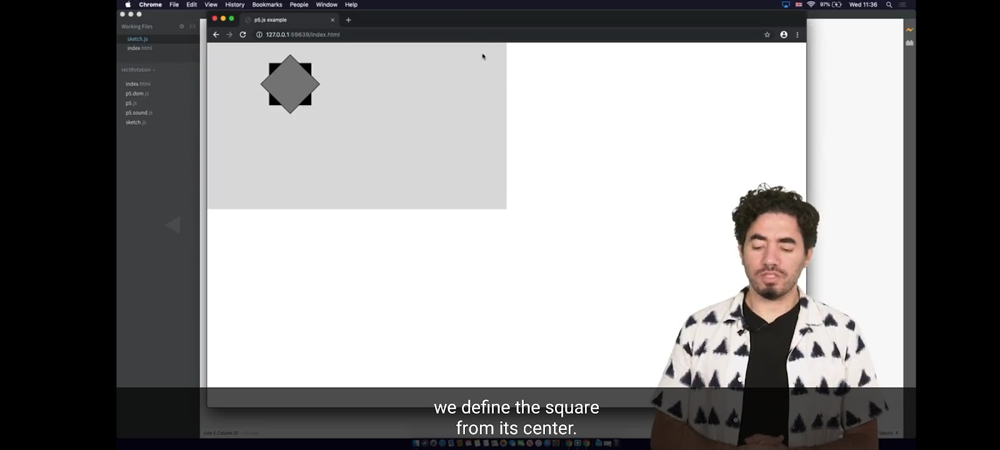 Chrome File Edit View History Bookmarks People Window Help 97% Wed 11:36
Working Files
p5.js example
sketch.js
127.0.0.1:59639/index.html
index.html
rectRotation
index.html
p5.dom.js
p5.js
p5.sound.js
sketch.js
we define the square
from its center.
Line 3, Column 20
Spaces: 4